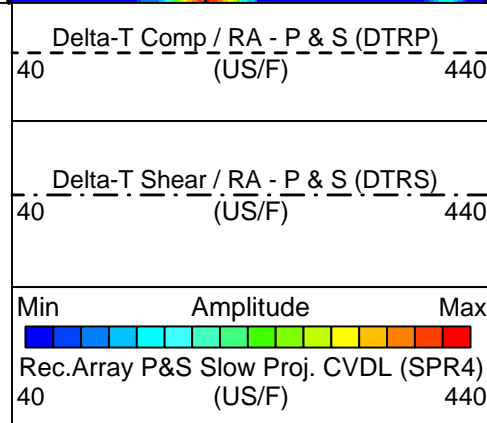 Delta-T Comp / RA - P & S (DTRP)
40 (US/F) 440
Delta-T Shear / RA - P & S (DTRS)
40 (US/F) 440
Min Amplitude Max
Rec.Array P&S Slow Proj. CVDL (SPR4)
40 (US/F) 440